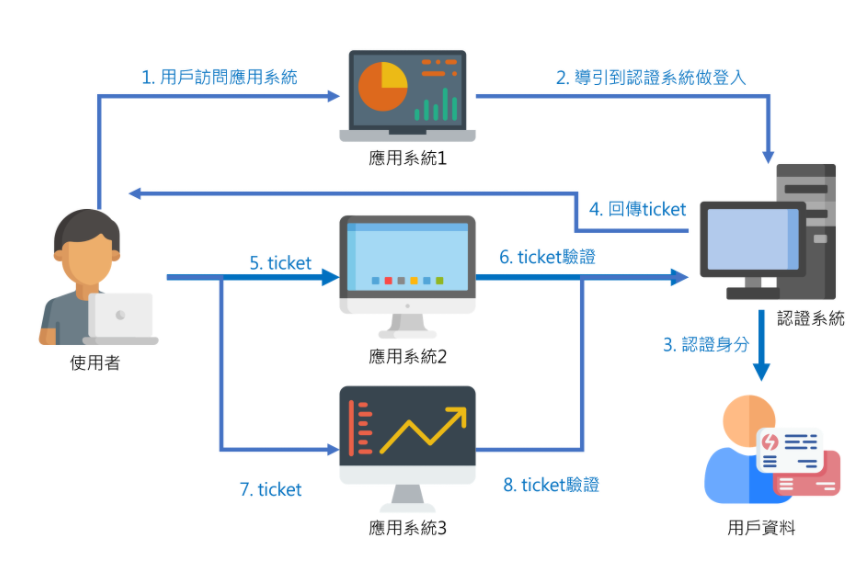 1. 用戶訪問應用系統
2. 導引到認證系統做登入
應用系統1
4. 回傳ticket
5. ticket
6. ticket驗證
認證系統
3. 認證身分
使用者
應用系統2
7. ticket
8. ticket驗證
應用系統3
用戶資料